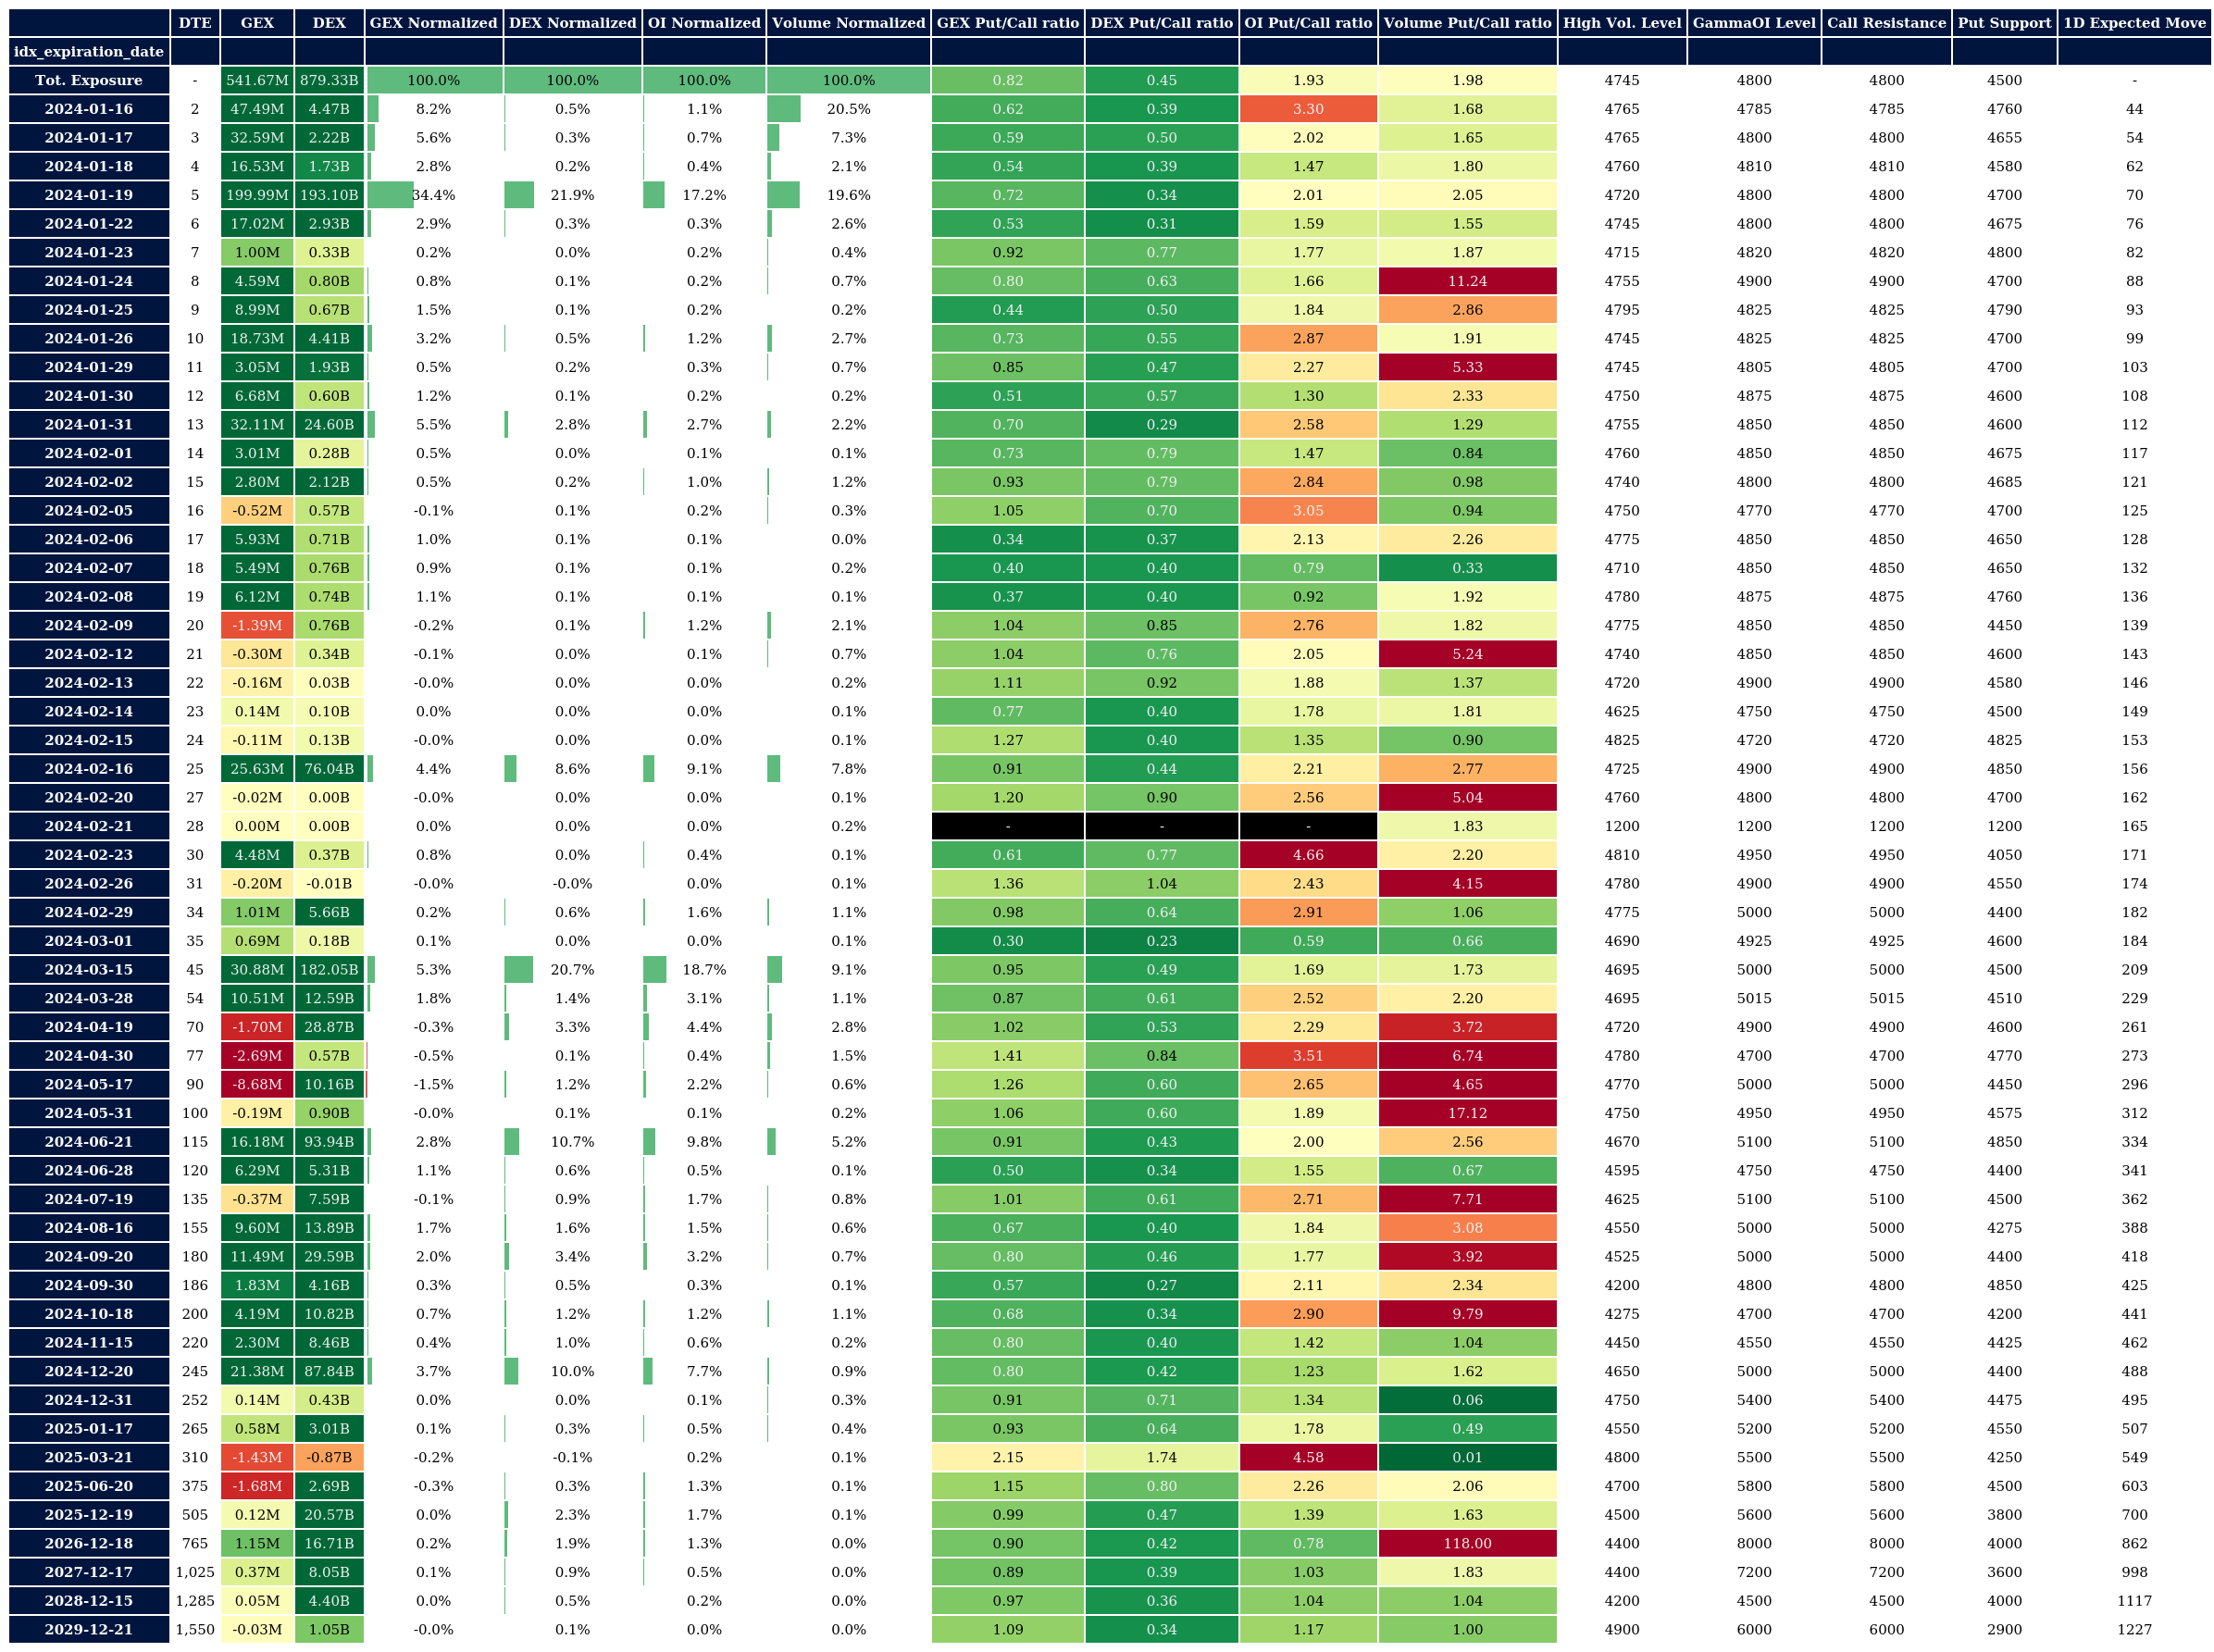 DTE GEX DEX GEX Normalized DEX Normalized OI Normalized Volume Normalized GEX Put/Call ratio DEX Put/Call ratio OI Put/Call ratio Volume Put/Call ratio High Vol. Level GammaOI Level Call Resistance Put Support 1D Expected Move
idx_expiration_date
Tot. Exposure - 541.67M 879.33B 100.0% 100.0% 100.0% 100.0% 0.82 0.45 1.93 1.98 4745 4800 4800 4500 -
2024-01-16 2 47.49M 4.47B 8.2% 0.5% 1.1% 20.5% 0.62 0.39 3.30 1.68 4765 4785 4785 4760 44
2024-01-17 3 32.59M 2.22B 5.6% 0.3% 0.7% 7.3% 0.59 0.50 2.02 1.65 4765 4800 4800 4655 54
2024-01-18 4 16.53M 1.73B 2.8% 0.2% 0.4% 2.1% 0.54 0.39 1.47 1.80 4760 4810 4810 4580 62
2024-01-19 5 199.99M 193.10B 34.4% 21.9% 17.2% 19.6% 0.72 0.34 2.01 2.05 4720 4800 4800 4700 70
2024-01-22 6 17.02M 2.93B 2.9% 0.3% 0.3% 2.6% 0.53 0.31 1.59 1.55 4745 4800 4800 4675 76
2024-01-23 7 1.00M 0.33B 0.2% 0.0% 0.2% 0.4% 0.92 0.77 1.77 1.87 4715 4820 4820 4800 82
2024-01-24 8 4.59M 0.80B 0.8% 0.1% 0.2% 0.7% 0.80 0.63 1.66 11.24 4755 4900 4900 4700 88
2024-01-25 9 8.99M 0.67B 1.5% 0.1% 0.2% 0.2% 0.44 0.50 1.84 2.86 4795 4825 4825 4790 93
2024-01-26 10 18.73M 4.41B 3.2% 0.5% 1.2% 2.7% 0.73 0.55 2.87 1.91 4745 4825 4825 4700 99
2024-01-29 11 3.05M 1.93B 0.5% 0.2% 0.3% 0.7% 0.85 0.47 2.27 5.33 4745 4805 4805 4700 103
2024-01-30 12 6.68M 0.60B 1.2% 0.1% 0.2% 0.2% 0.51 0.57 1.30 2.33 4750 4875 4875 4600 108
2024-01-31 13 32.11M 24.60B 5.5% 2.8% 2.7% 2.2% 0.70 0.29 2.58 1.29 4755 4850 4850 4600 112
2024-02-01 14 3.01M 0.28B 0.5% 0.0% 0.1% 0.1% 0.73 0.79 1.47 0.84 4760 4850 4850 4675 117
2024-02-02 15 2.80M 2.12B 0.5% 0.2% 1.0% 1.2% 0.93 0.79 2.84 0.98 4740 4800 4800 4685 121
2024-02-05 16 -0.52M 0.57B -0.1% 0.1% 0.2% 0.3% 1.05 0.70 3.05 0.94 4750 4770 4770 4700 125
2024-02-06 17 5.93M 0.71B 1.0% 0.1% 0.1% 0.0% 0.34 0.37 2.13 2.26 4775 4850 4850 4650 128
2024-02-07 18 5.49M 0.76B 0.9% 0.1% 0.1% 0.2% 0.40 0.40 0.79 0.33 4710 4850 4850 4650 132
2024-02-08 19 6.12M 0.74B 1.1% 0.1% 0.1% 0.1% 0.37 0.40 0.92 1.92 4780 4875 4875 4760 136
2024-02-09 20 -1.39M 0.76B -0.2% 0.1% 1.2% 2.1% 1.04 0.85 2.76 1.82 4775 4850 4850 4450 139
2024-02-12 21 -0.30M 0.34B -0.1% 0.0% 0.1% 0.7% 1.04 0.76 2.05 5.24 4740 4850 4850 4600 143
2024-02-13 22 -0.16M 0.03B -0.0% 0.0% 0.0% 0.2% 1.11 0.92 1.88 1.37 4720 4900 4900 4580 146
2024-02-14 23 0.14M 0.10B 0.0% 0.0% 0.0% 0.1% 0.77 0.40 1.78 1.81 4625 4750 4750 4500 149
2024-02-15 24 -0.11M 0.13B -0.0% 0.0% 0.0% 0.1% 1.27 0.40 1.35 0.90 4825 4720 4720 4825 153
2024-02-16 25 25.63M 76.04B 4.4% 8.6% 9.1% 7.8% 0.91 0.44 2.21 2.77 4725 4900 4900 4850 156
2024-02-20 27 -0.02M 0.00B -0.0% 0.0% 0.0% 0.1% 1.20 0.90 2.56 5.04 4760 4800 4800 4700 162
2024-02-21 28 0.00M 0.00B 0.0% 0.0% 0.0% 0.2% - - - 1.83 1200 1200 1200 1200 165
2024-02-23 30 4.48M 0.37B 0.8% 0.0% 0.4% 0.1% 0.61 0.77 4.66 2.20 4810 4950 4950 4050 171
2024-02-26 31 -0.20M -0.01B -0.0% -0.0% 0.0% 0.1% 1.36 1.04 2.43 4.15 4780 4900 4900 4550 174
2024-02-29 34 1.01M 5.66B 0.2% 0.6% 1.6% 1.1% 0.98 0.64 2.91 1.06 4775 5000 5000 4400 182
2024-03-01 35 0.69M 0.18B 0.1% 0.0% 0.0% 0.1% 0.30 0.23 0.59 0.66 4690 4925 4925 4600 184
2024-03-15 45 30.88M 182.05B 5.3% 20.7% 18.7% 9.1% 0.95 0.49 1.69 1.73 4695 5000 5000 4500 209
2024-03-28 54 10.51M 12.59B 1.8% 1.4% 3.1% 1.1% 0.87 0.61 2.52 2.20 4695 5015 5015 4510 229
2024-04-19 70 -1.70M 28.87B -0.3% 3.3% 4.4% 2.8% 1.02 0.53 2.29 3.72 4720 4900 4900 4600 261
2024-04-30 77 -2.69M 0.57B -0.5% 0.1% 0.4% 1.5% 1.41 0.84 3.51 6.74 4780 4700 4700 4770 273
2024-05-17 90 -8.68M 10.16B -1.5% 1.2% 2.2% 0.6% 1.26 0.60 2.65 4.65 4770 5000 5000 4450 296
2024-05-31 100 -0.19M 0.90B -0.0% 0.1% 0.1% 0.2% 1.06 0.60 1.89 17.12 4750 4950 4950 4575 312
2024-06-21 115 16.18M 93.94B 2.8% 10.7% 9.8% 5.2% 0.91 0.43 2.00 2.56 4670 5100 5100 4850 334
2024-06-28 120 6.29M 5.31B 1.1% 0.6% 0.5% 0.1% 0.50 0.34 1.55 0.67 4595 4750 4750 4400 341
2024-07-19 135 -0.37M 7.59B -0.1% 0.9% 1.7% 0.8% 1.01 0.61 2.71 7.71 4625 5100 5100 4500 362
2024-08-16 155 9.60M 13.89B 1.7% 1.6% 1.5% 0.6% 0.67 0.40 1.84 3.08 4550 5000 5000 4275 388
2024-09-20 180 11.49M 29.59B 2.0% 3.4% 3.2% 0.7% 0.80 0.46 1.77 3.92 4525 5000 5000 4400 418
2024-09-30 186 1.83M 4.16B 0.3% 0.5% 0.3% 0.1% 0.57 0.27 2.11 2.34 4200 4800 4800 4850 425
2024-10-18 200 4.19M 10.82B 0.7% 1.2% 1.2% 1.1% 0.68 0.34 2.90 9.79 4275 4700 4700 4200 441
2024-11-15 220 2.30M 8.46B 0.4% 1.0% 0.6% 0.2% 0.80 0.40 1.42 1.04 4450 4550 4550 4425 462
2024-12-20 245 21.38M 87.84B 3.7% 10.0% 7.7% 0.9% 0.80 0.42 1.23 1.62 4650 5000 5000 4400 488
2024-12-31 252 0.14M 0.43B 0.0% 0.0% 0.1% 0.3% 0.91 0.71 1.34 0.06 4750 5400 5400 4475 495
2025-01-17 265 0.58M 3.01B 0.1% 0.3% 0.5% 0.4% 0.93 0.64 1.78 0.49 4550 5200 5200 4550 507
2025-03-21 310 -1.43M -0.87B -0.2% -0.1% 0.2% 0.1% 2.15 1.74 4.58 0.01 4800 5500 5500 4250 549
2025-06-20 375 -1.68M 2.69B -0.3% 0.3% 1.3% 0.1% 1.15 0.80 2.26 2.06 4700 5800 5800 4500 603
2025-12-19 505 0.12M 20.57B 0.0% 2.3% 1.7% 0.1% 0.99 0.47 1.39 1.63 4500 5600 5600 3800 700
2026-12-18 765 1.15M 16.71B 0.2% 1.9% 1.3% 0.0% 0.90 0.42 0.78 118.00 4400 8000 8000 4000 862
2027-12-17 1,025 0.37M 8.05B 0.1% 0.9% 0.5% 0.0% 0.89 0.39 1.03 1.83 4400 7200 7200 3600 998
2028-12-15 1,285 0.05M 4.40B 0.0% 0.5% 0.2% 0.0% 0.97 0.36 1.04 1.04 4200 4500 4500 4000 1117
2029-12-21 1,550 -0.03M 1.05B -0.0% 0.1% 0.0% 0.0% 1.09 0.34 1.17 1.00 4900 6000 6000 2900 1227